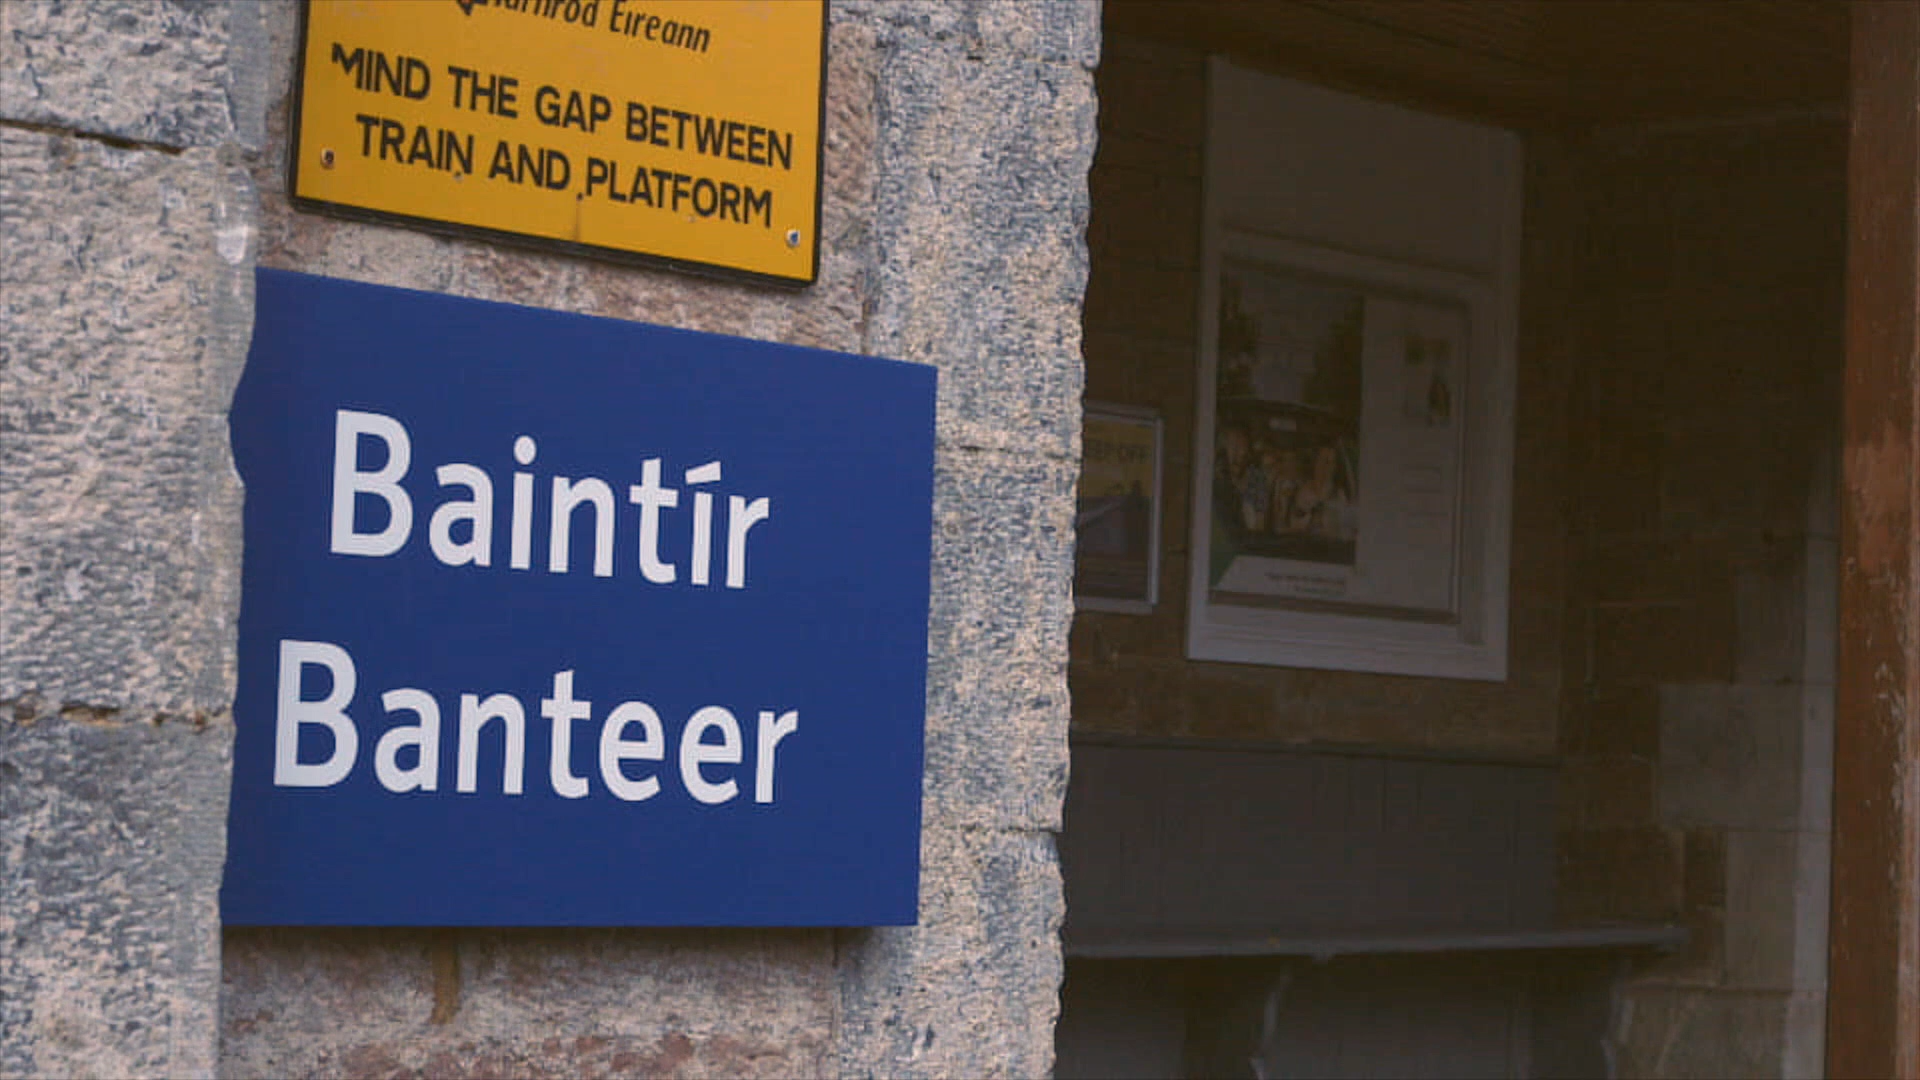 Iarnród Éireann
MIND THE GAP BETWEEN
TRAIN AND PLATFORM
Baintír
Banteer